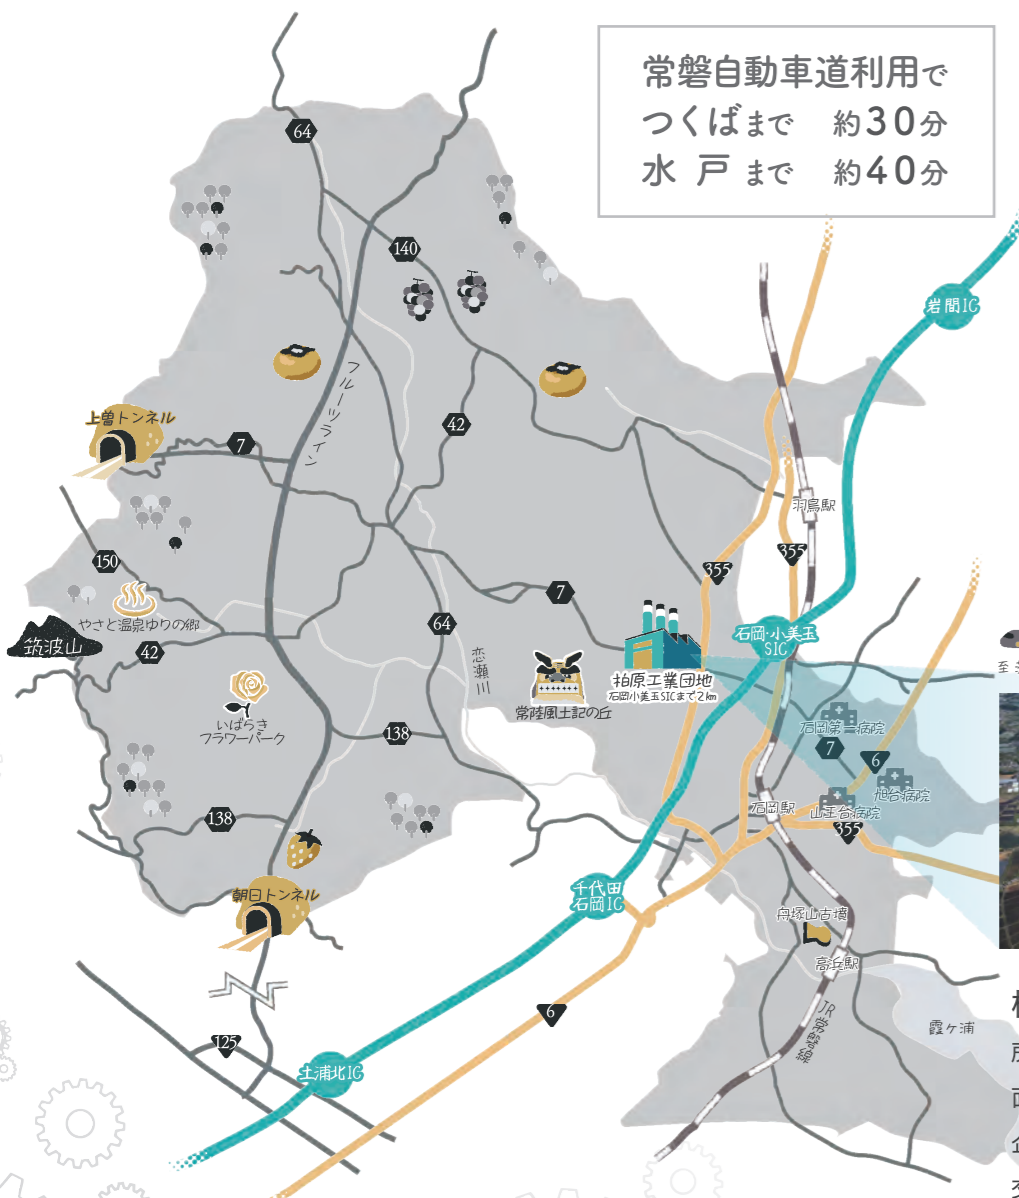 常磐自動車道利用で
つくばまで 約30分
水戸まで 約40分
64
140
岩間IC
フルーツライン
上曽トンネル
7
42
羽鳥駅
355
355
150
やさと温泉ゆりの郷
筑波山
42
7
64
石岡・小美玉
SIC
恋瀬川
柏原工業団地
石岡小美玉SICまで2km
常陸風土記の丘
至
いばらき
フラワーパーク
138
石岡第一病院
7
6
旭台病院
石岡駅
山王台病院
355
138
朝日トンネル
千代田
石岡IC
舟塚山古墳
高浜駅
6
JR常磐線
霞ヶ浦
125
土浦北IC